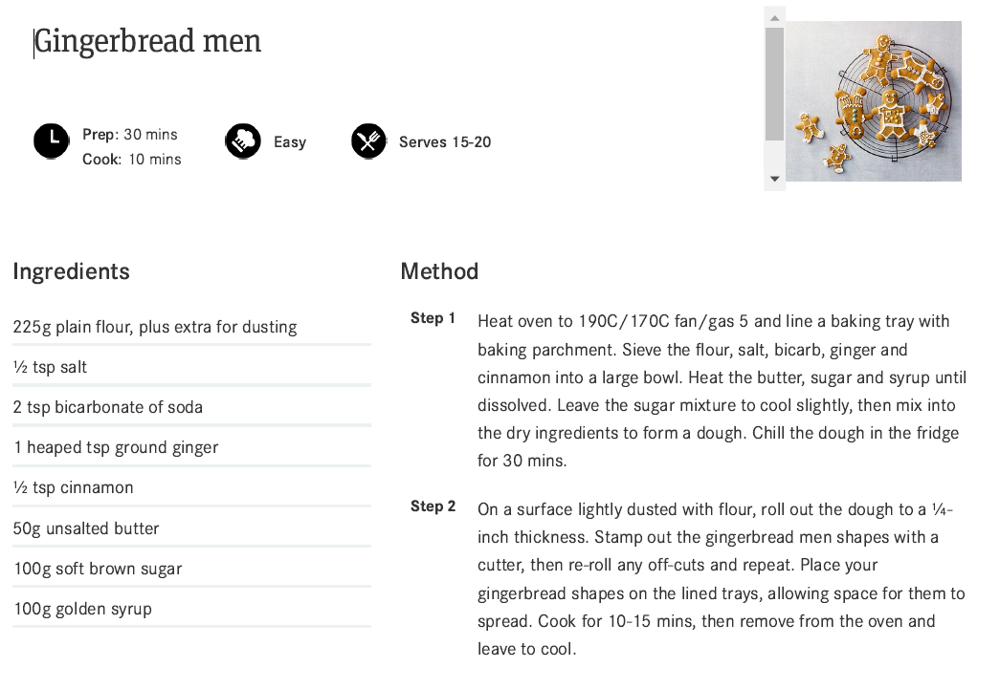 Gingerbread men
Prep: 30 mins
Cook: 10 mins
Easy
Serves 15-20
Ingredients
225g plain flour, plus extra for dusting
½ tsp salt
2 tsp bicarbonate of soda
1 heaped tsp ground ginger
½ tsp cinnamon
50g unsalted butter
100g soft brown sugar
100g golden syrup
Method
Step 1
Heat oven to 190C/170C fan/gas 5 and line a baking tray with
baking parchment. Sieve the flour, salt, bicarb, ginger and
cinnamon into a large bowl. Heat the butter, sugar and syrup until
dissolved. Leave the sugar mixture to cool slightly, then mix into
the dry ingredients to form a dough. Chill the dough in the fridge
for 30 mins.
Step 2
On a surface lightly dusted with flour, roll out the dough to a ¼-
inch thickness. Stamp out the gingerbread men shapes with a
cutter, then re-roll any off-cuts and repeat. Place your
gingerbread shapes on the lined trays, allowing space for them to
spread. Cook for 10-15 mins, then remove from the oven and
leave to cool.